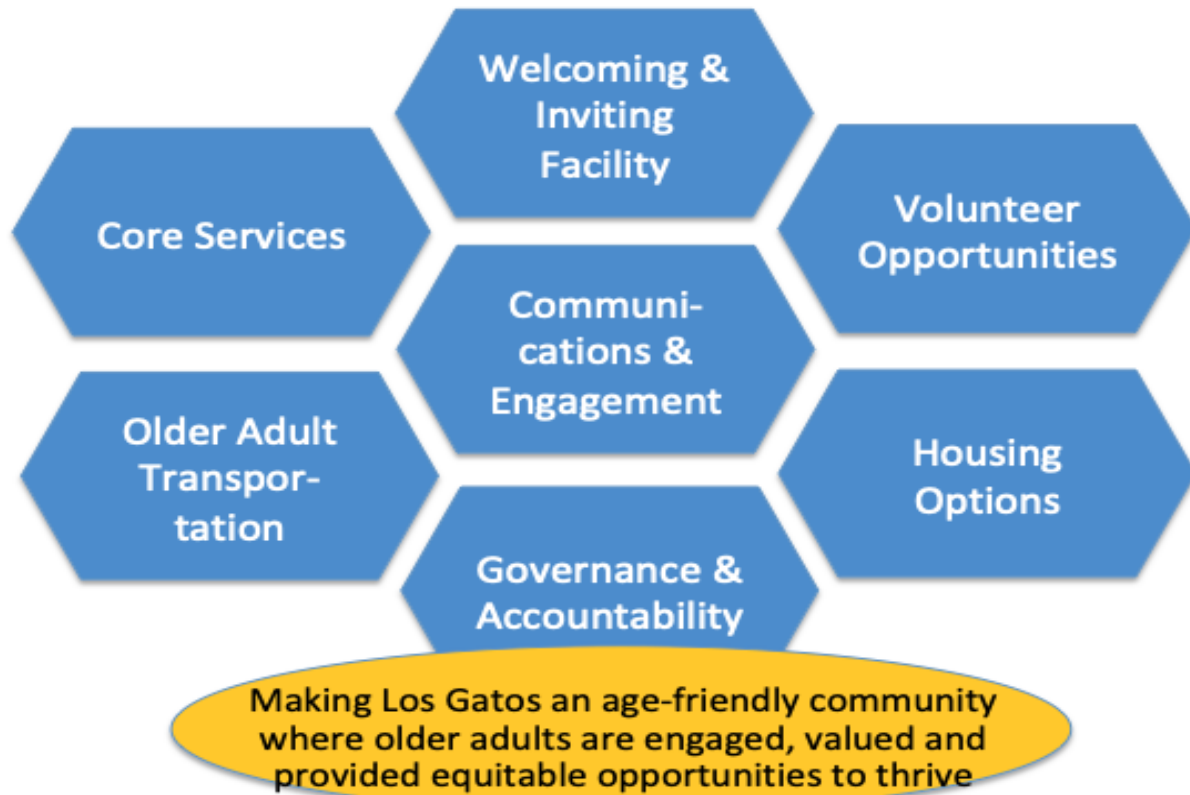 Welcoming &
Inviting
Facility
Core Services
Volunteer
Opportunities
Communi-
cations &
Engagement
Older Adult
Transpor-
tation
Housing
Options
Governance &
Accountability
Making Los Gatos an age-friendly community
where older adults are engaged, valued and
provided equitable opportunities to thrive